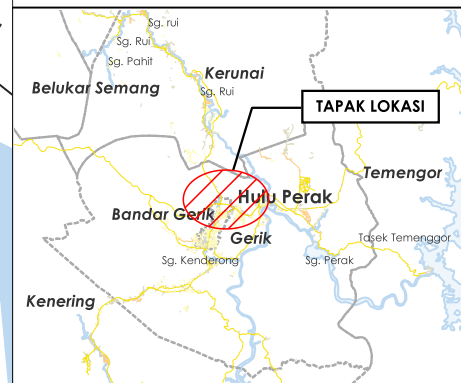 Sg. rui
Sg. Rui
Sg. Pahit
Kerunai
Belukar Semang
Sg. Rui
TAPAK LOKASI
Temengor
Hulu Perak
Bandar Gerik
Gerik
Tasek Temenggor
Sg. Kenderong
Sg. Perak
Kenering